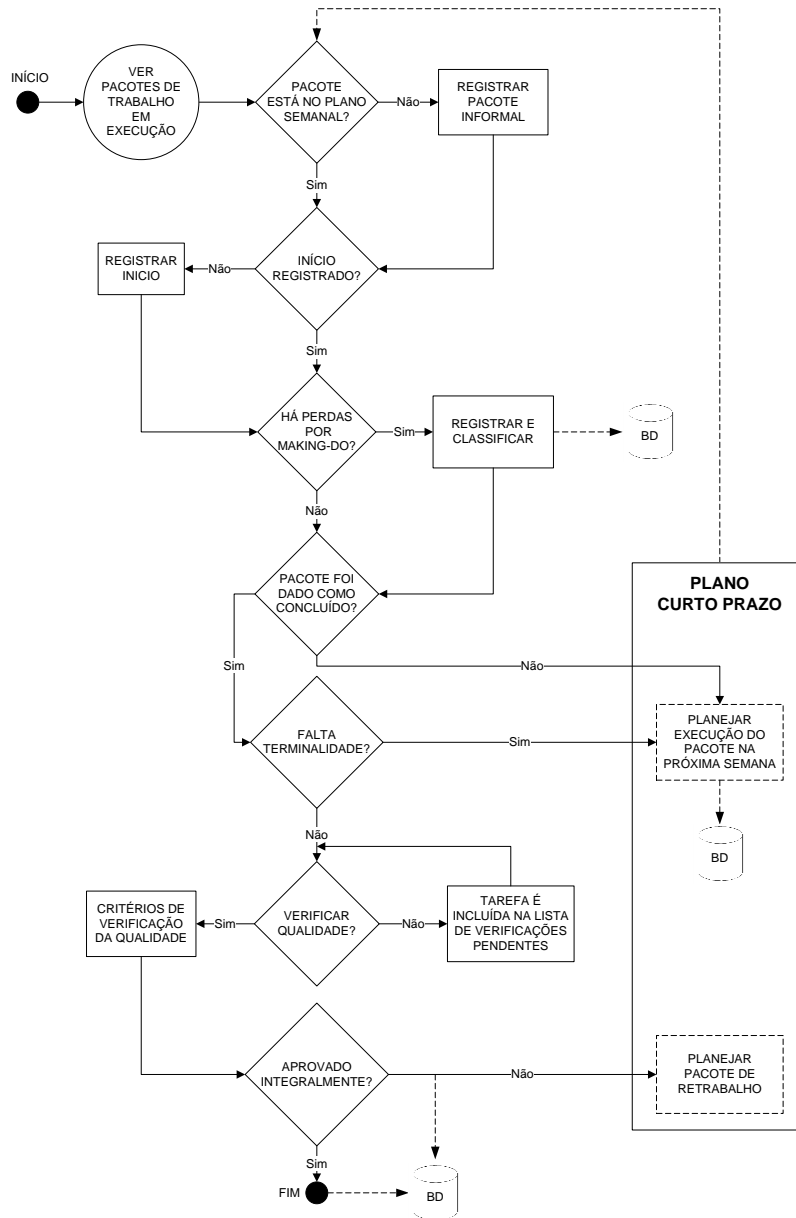 VER
PACOTES DE
TRABALHO
EM
EXECUÇÃO
INÍCIO
PACOTE
ESTÁ NO PLANO
SEMANAL?
Não
REGISTRAR
PACOTE
INFORMAL
Sim
REGISTRAR
INICIO
Não
INÍCIO
REGISTRADO?
Sim
HÁ PERDAS
POR
MAKING-DO?
Sim
REGISTRAR E
CLASSIFICAR
BD
Não
PACOTE FOI
DADO COMO
CONCLUÍDO?
PLANO
CURTO PRAZO
Sim
Não
FALTA
TERMINALIDADE?
Sim
PLANEJAR
EXECUÇÃO DO
PACOTE NA
PRÓXIMA SEMANA
Não
BD
CRITÉRIOS DE
VERIFICAÇÃO
DA QUALIDADE
Sim
VERIFICAR
QUALIDADE?
Não
TAREFA É
INCLUÍDA NA LISTA
DE VERIFICAÇÕES
PENDENTES
APROVADO
INTEGRALMENTE?
Não
PLANEJAR
PACOTE DE
RETRABALHO
Sim
FIM
BD